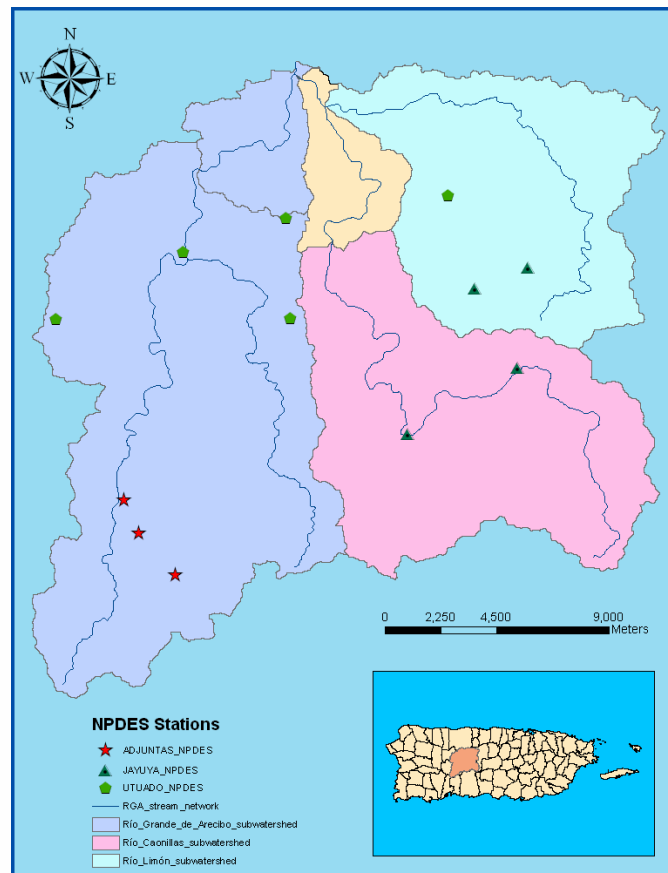 N
W E
S
0 2,250 4,500 9,000
Meters
NPDES Stations
ADJUNTAS_NPDES
JAYUYA_NPDES
UTUADO_NPDES
RGA_stream_network
Río_Grande_de_Arecibo_subwatershed
Río_Caonillas_subwatershed
Río_Limón_subwatershed